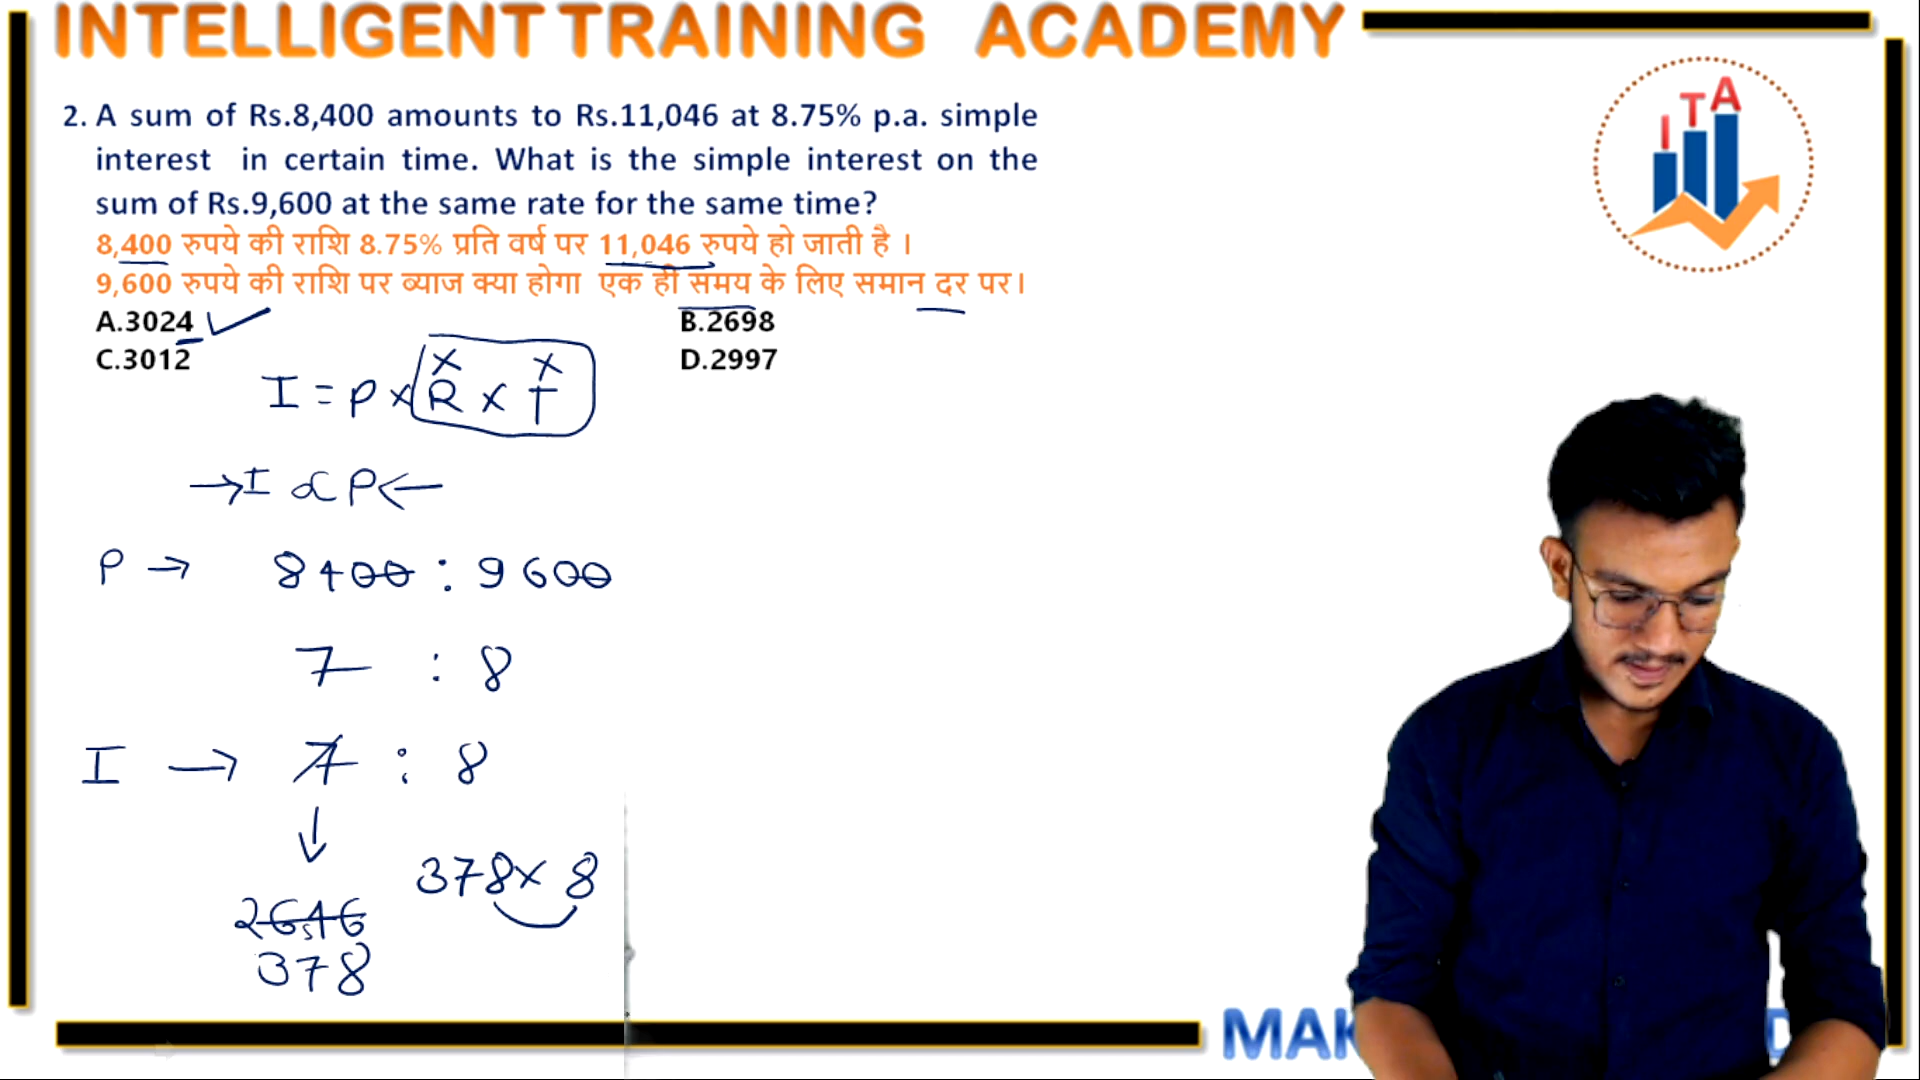 INTELLIGENT TRAINING ACADEMY
I T A
2. A sum of Rs.8,400 amounts to Rs.11,046 at 8.75% p.a. simple
interest in certain time. What is the simple interest on the
sum of Rs.9,600 at the same rate for the same time?
8,400 रुपये की राशि 8.75% प्रति वर्ष पर 11,046 रुपये हो जाती है ।
9,600 रुपये की राशि पर ब्याज क्या होगा एक ही समय के लिए समान दर पर।
A.3024 B.2698
C.3012 D.2997
I = P × R × T
→ I ∝ P ←
P → 8400 : 9600
7 : 8
I → 7 : 8
378 × 8
2646
378